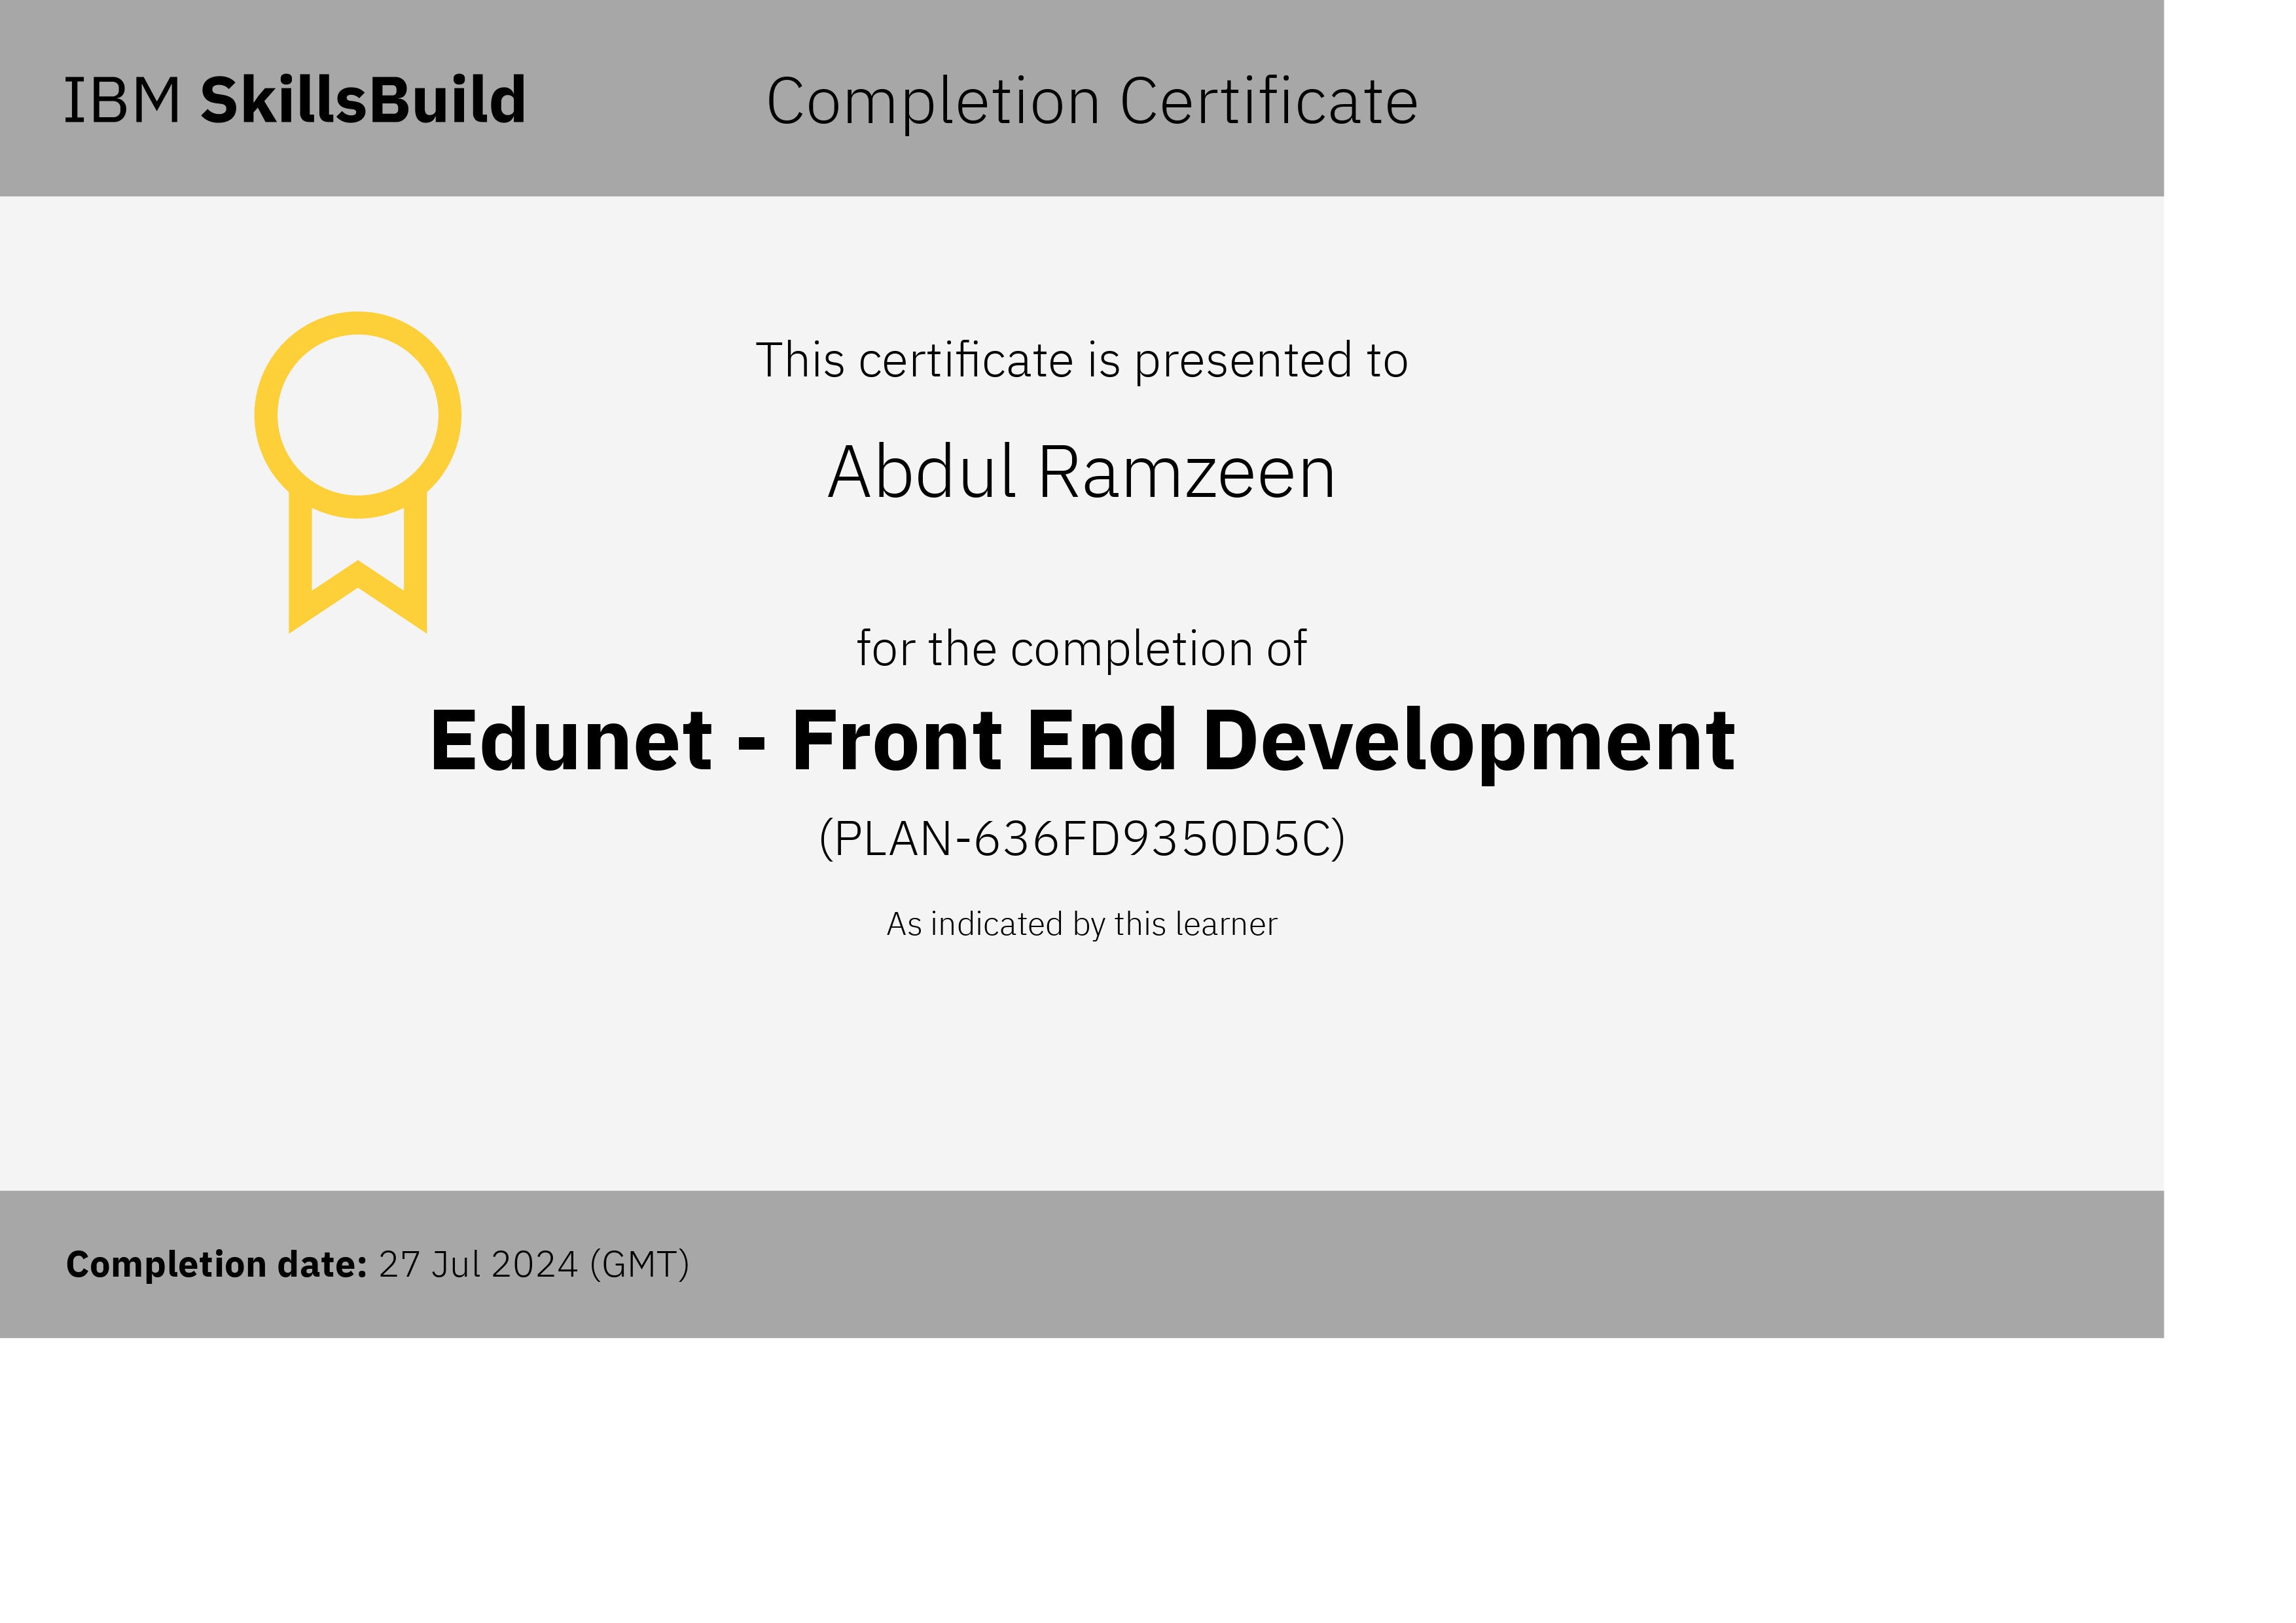 IBM SkillsBuild
Completion Certificate
This certificate is presented to
Abdul Ramzeen
for the completion of
Edunet - Front End Development
(PLAN-636FD9350D5C)
As indicated by this learner
Completion date: 27 Jul 2024 (GMT)